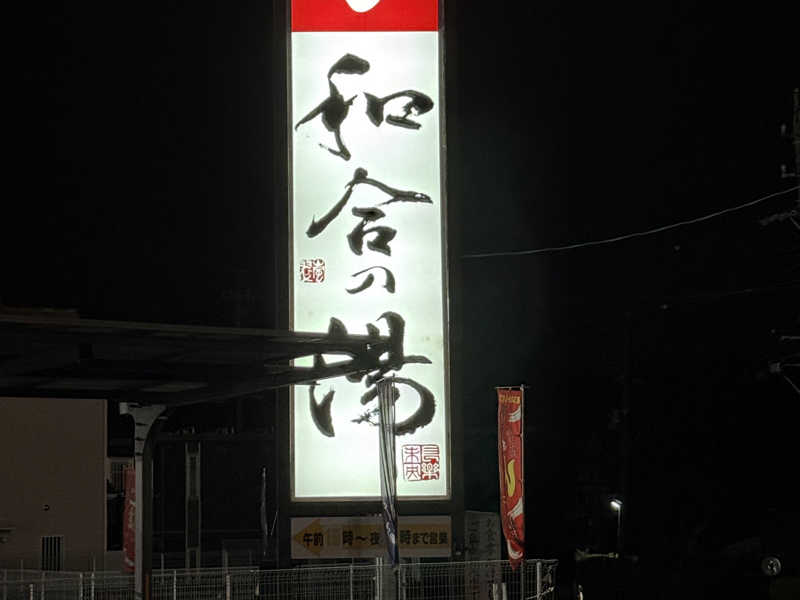 和合の湯
午前 時〜夜 時まで営業